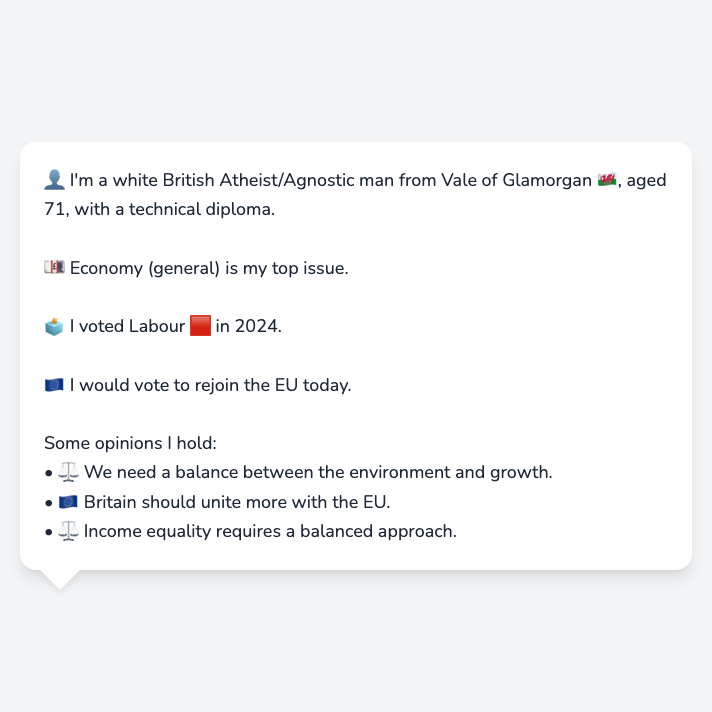 👤 I'm a white British Atheist/Agnostic man from Vale of Glamorgan 🏴󠁧󠁢󠁷󠁬󠁳󠁿, aged
71, with a technical diploma.
💷 Economy (general) is my top issue.
🗳️ I voted Labour 🟥 in 2024.
🇪🇺 I would vote to rejoin the EU today.
Some opinions I hold:
• ⚖️ We need a balance between the environment and growth.
• 🇪🇺 Britain should unite more with the EU.
• ⚖️ Income equality requires a balanced approach.